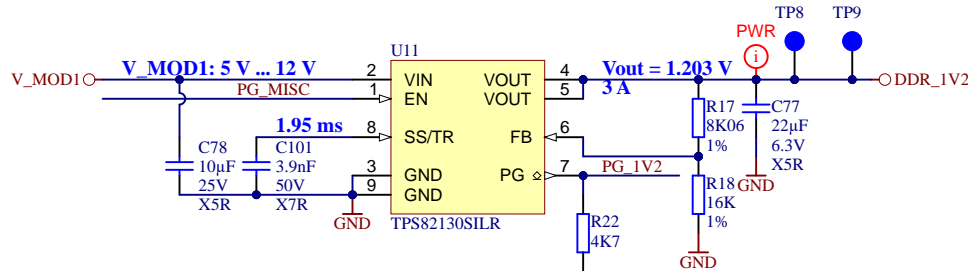 TP8
TP9
PWR
i
U11
V_MOD1
V_MOD1: 5 V ... 12 V
2
VIN
VOUT
4
Vout = 1.203 V
DDR_1V2
PG_MISC
1
EN
VOUT
5
3 A
R17
8K06
1%
C77
22µF
6.3V
X5R
1.95 ms
8
SS/TR
FB
6
C78
10µF
25V
X5R
C101
3.9nF
50V
X7R
3
GND
PG
7
PG_1V2
9
GND
R18
16K
1%
GND
GND
TPS82130SILR
R22
4K7
GND